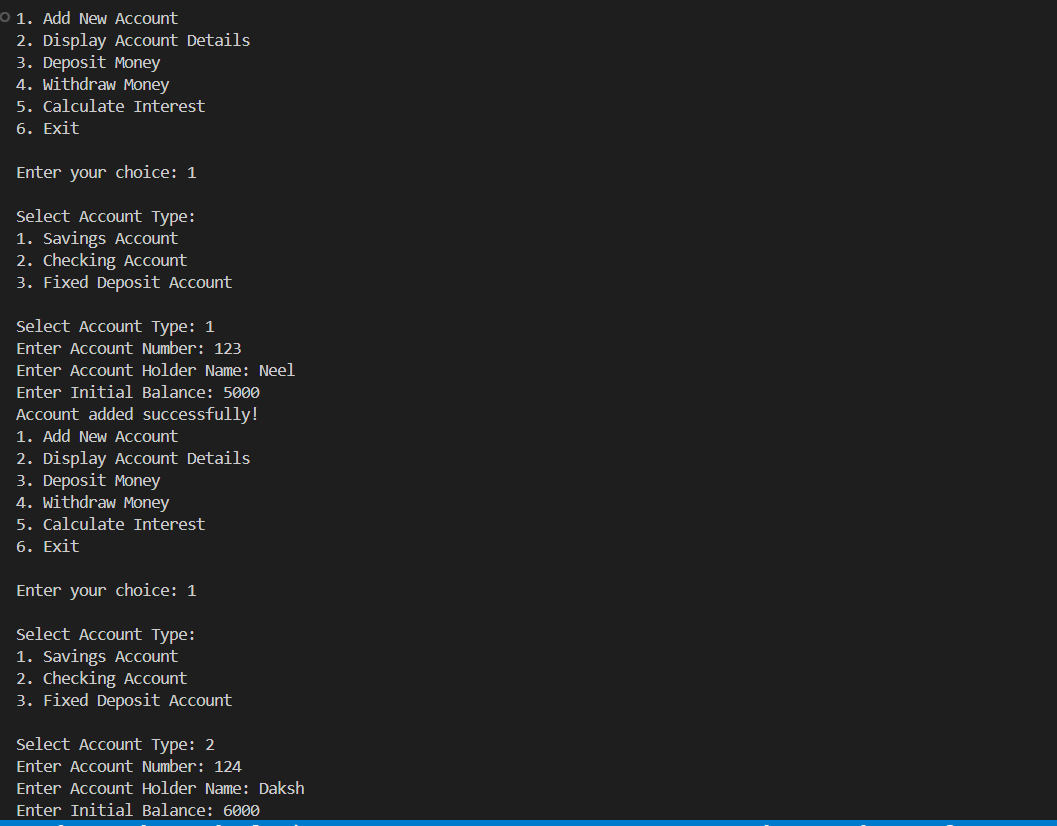 1. Add New Account
2. Display Account Details
3. Deposit Money
4. Withdraw Money
5. Calculate Interest
6. Exit
Enter your choice: 1
Select Account Type:
1. Savings Account
2. Checking Account
3. Fixed Deposit Account
Select Account Type: 1
Enter Account Number: 123
Enter Account Holder Name: Neel
Enter Initial Balance: 5000
Account added successfully!
1. Add New Account
2. Display Account Details
3. Deposit Money
4. Withdraw Money
5. Calculate Interest
6. Exit
Enter your choice: 1
Select Account Type:
1. Savings Account
2. Checking Account
3. Fixed Deposit Account
Select Account Type: 2
Enter Account Number: 124
Enter Account Holder Name: Daksh
Enter Initial Balance: 6000